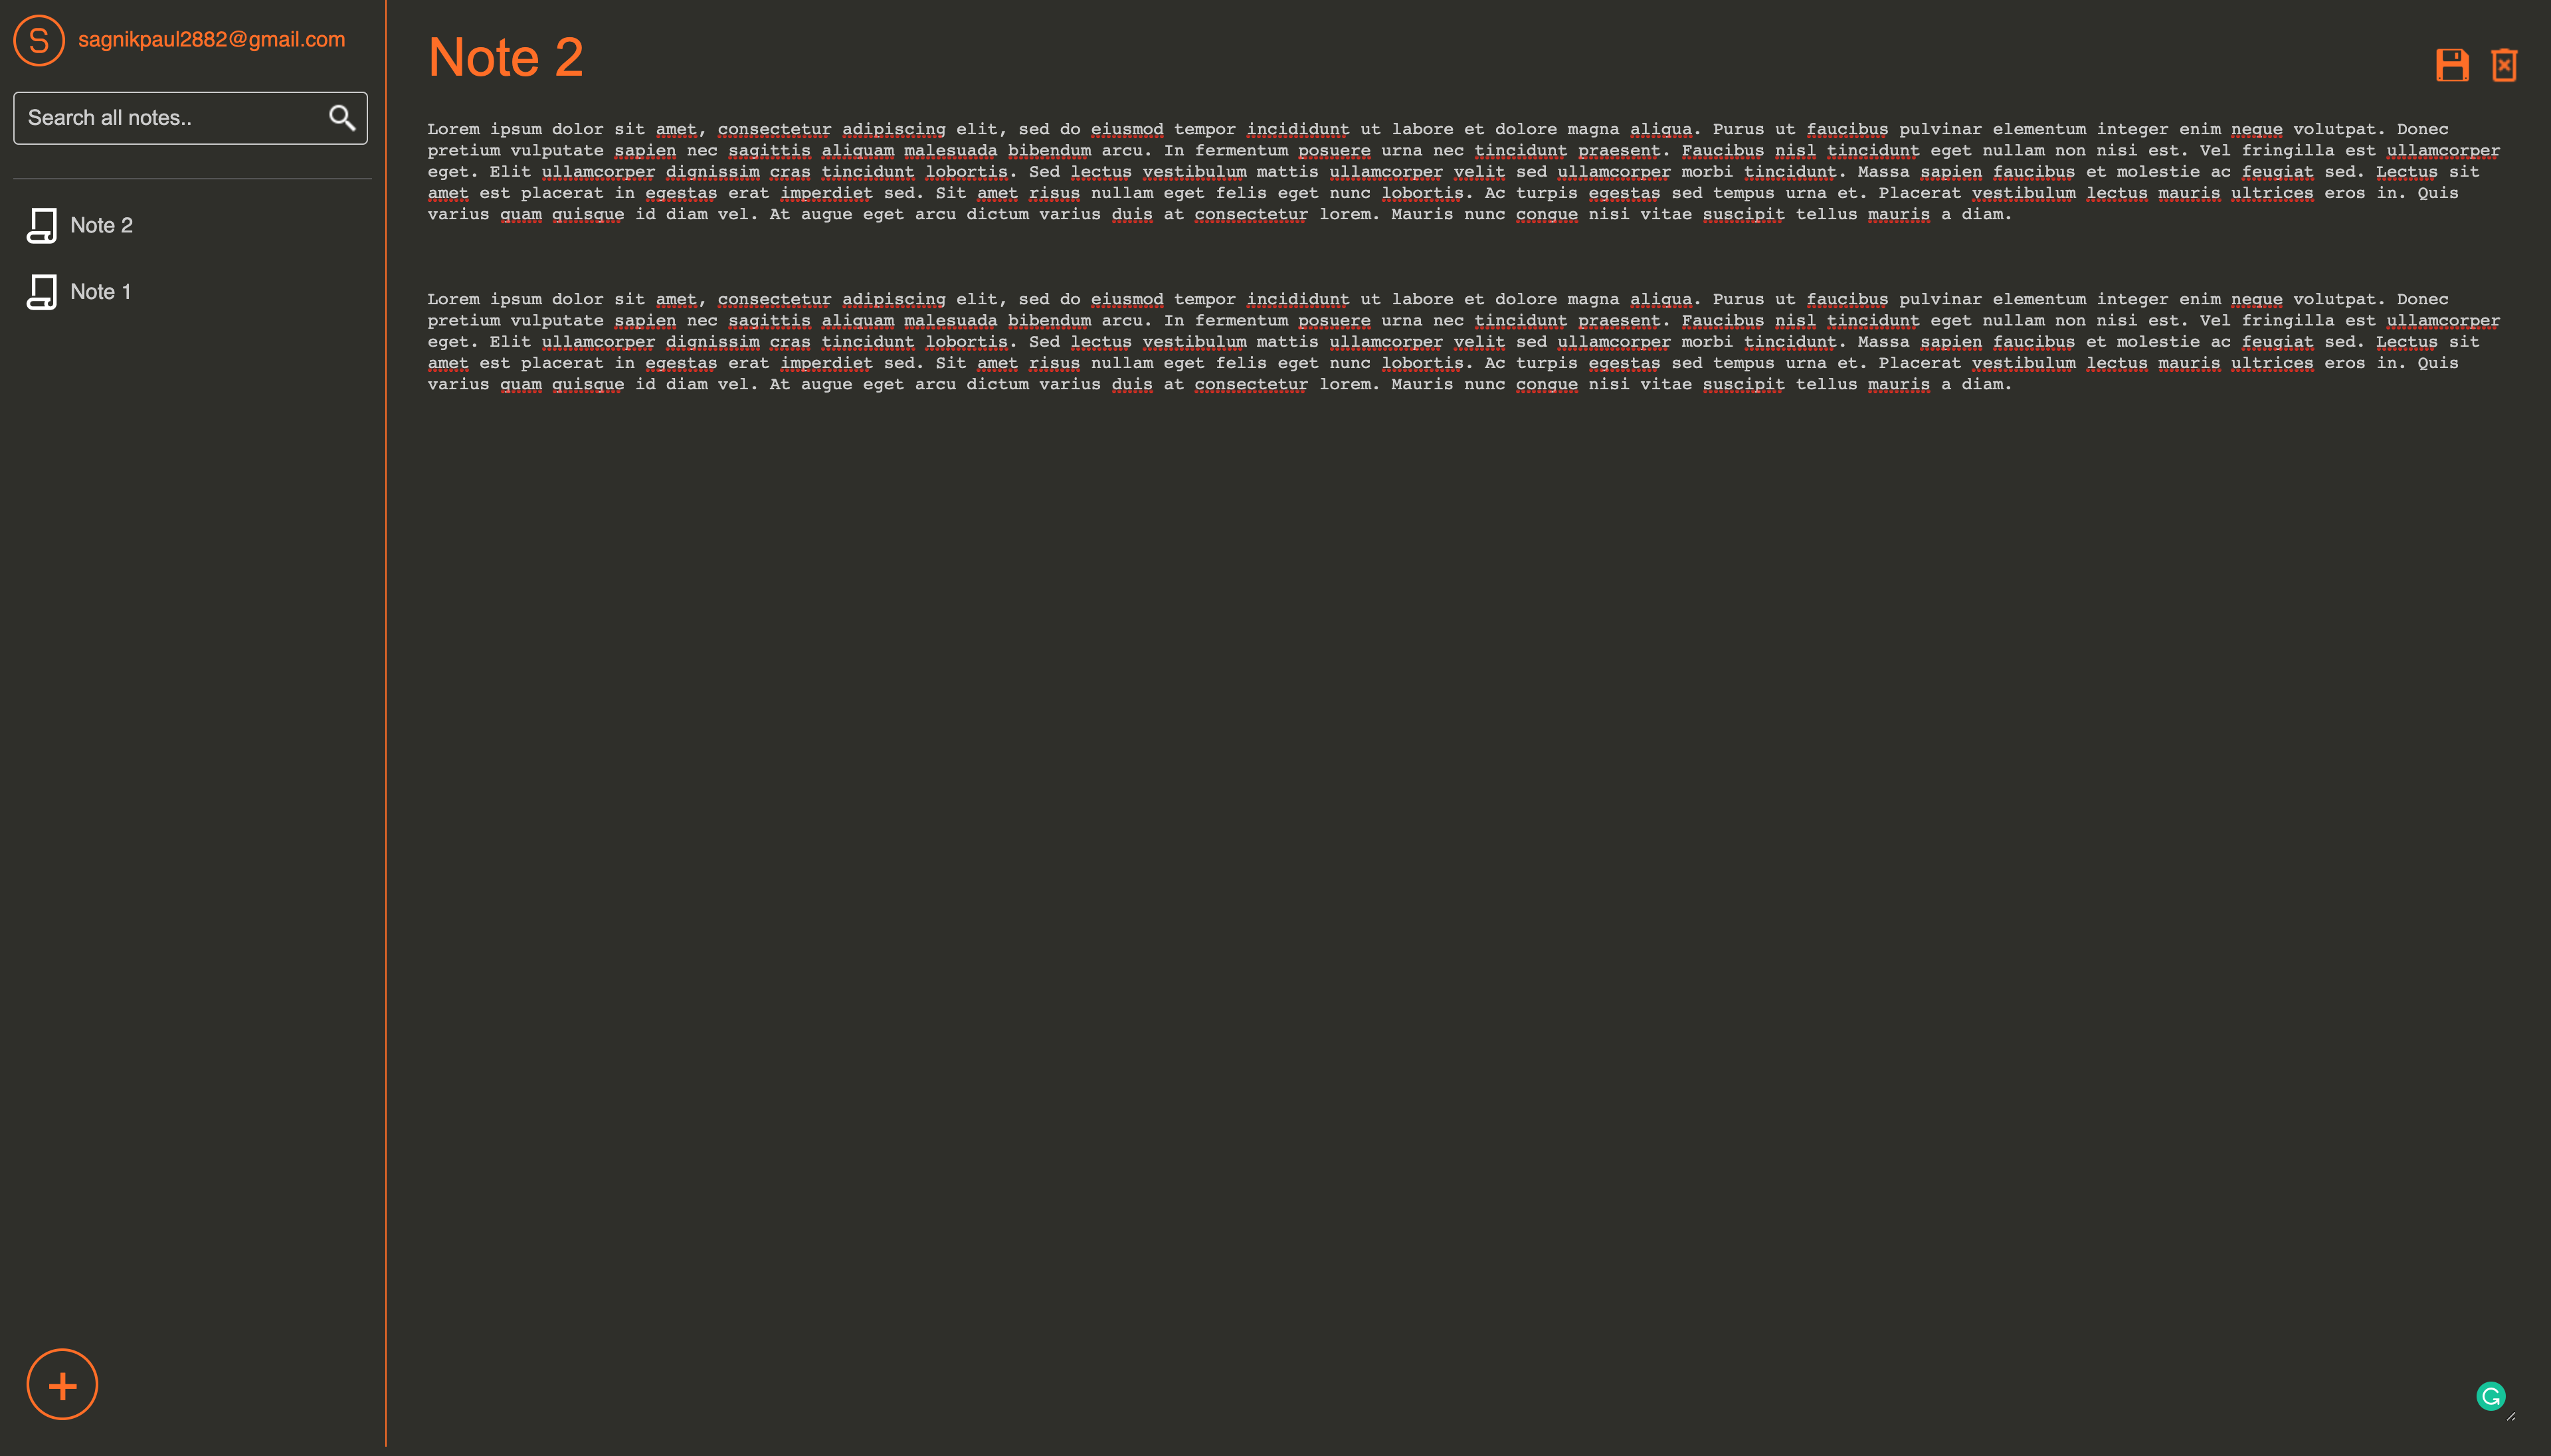 S sagnikpaul2882@gmail.com
Search all notes..
Note 2
Note 1
Note 2
Lorem ipsum dolor sit amet, consectetur adipiscing elit, sed do eiusmod tempor incididunt ut labore et dolore magna aliqua. Purus ut faucibus pulvinar elementum integer enim neque volutpat. Donec
pretium vulputate sapien nec sagittis aliquam malesuada bibendum arcu. In fermentum posuere urna nec tincidunt praesent. Faucibus nisl tincidunt eget nullam non nisi est. Vel fringilla est ullamcorper
eget. Elit ullamcorper dignissim cras tincidunt lobortis. Sed lectus vestibulum mattis ullamcorper velit sed ullamcorper morbi tincidunt. Massa sapien faucibus et molestie ac feugiat sed. Lectus sit
amet est placerat in egestas erat imperdiet sed. Sit amet risus nullam eget felis eget nunc lobortis. Ac turpis egestas sed tempus urna et. Placerat vestibulum lectus mauris ultrices eros in. Quis
varius quam quisque id diam vel. At augue eget arcu dictum varius duis at consectetur lorem. Mauris nunc congue nisi vitae suscipit tellus mauris a diam.
Lorem ipsum dolor sit amet, consectetur adipiscing elit, sed do eiusmod tempor incididunt ut labore et dolore magna aliqua. Purus ut faucibus pulvinar elementum integer enim neque volutpat. Donec
pretium vulputate sapien nec sagittis aliquam malesuada bibendum arcu. In fermentum posuere urna nec tincidunt praesent. Faucibus nisl tincidunt eget nullam non nisi est. Vel fringilla est ullamcorper
eget. Elit ullamcorper dignissim cras tincidunt lobortis. Sed lectus vestibulum mattis ullamcorper velit sed ullamcorper morbi tincidunt. Massa sapien faucibus et molestie ac feugiat sed. Lectus sit
amet est placerat in egestas erat imperdiet sed. Sit amet risus nullam eget felis eget nunc lobortis. Ac turpis egestas sed tempus urna et. Placerat vestibulum lectus mauris ultrices eros in. Quis
varius quam quisque id diam vel. At augue eget arcu dictum varius duis at consectetur lorem. Mauris nunc congue nisi vitae suscipit tellus mauris a diam.
+
G